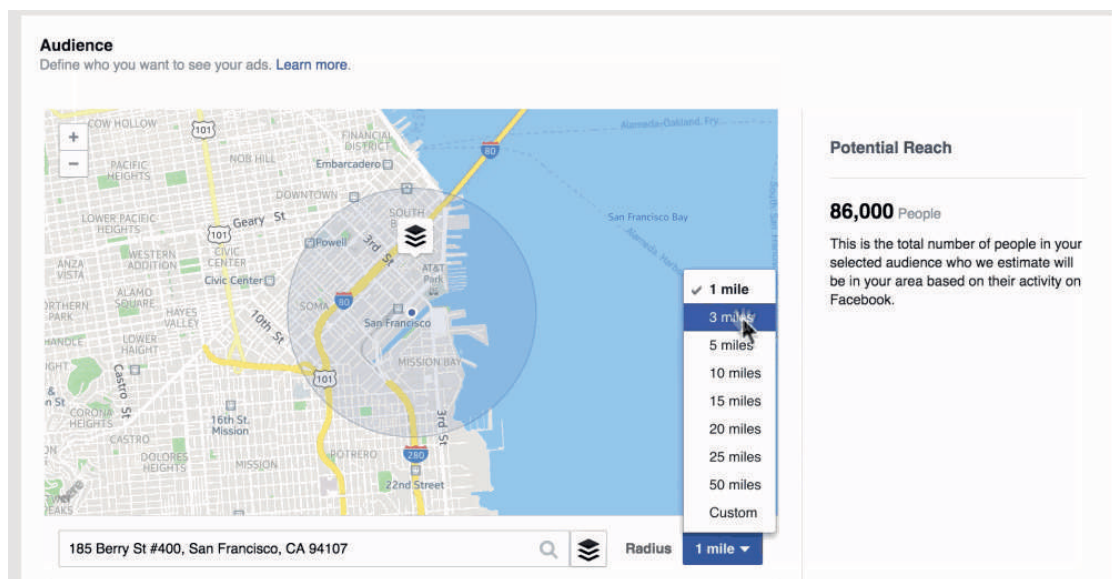 Audience
Define who you want to see your ads. Learn more.
COW HOLLOW
101
FINANCIAL
DISTRICT
Alameda-Oakland, Fry
80
NOB HILL
Embarcadero
PACIFIC
HEIGHTS
DOWNTOWN
LOWER PACIFIC
HEIGHTS
Geary St
SOUTH
101
Powell
3rd St
San Francisco Bay
WESTERN
ADDITION
CIVIC
CENTER
ANZA
VISTA
Civic Center
AT&T
Park
ALAMO
SQUARE
SOMA
80
HAYES
VALLEY
10th St
San Francisco
LOWER
HAIGHT
MISSION BAY
101
Castro St
CORONA
HEIGHTS
16th St.
Mission
3rd St
CASTRO
DOLORES
HEIGHTS
MISSION
POTRERO
280
22nd Street
1 mile
3 miles
5 miles
10 miles
15 miles
20 miles
25 miles
50 miles
Custom
185 Berry St #400, San Francisco, CA 94107
Radius
1 mile
Potential Reach
86,000 People
This is the total number of people in your
selected audience who we estimate will
be in your area based on their activity on
Facebook.